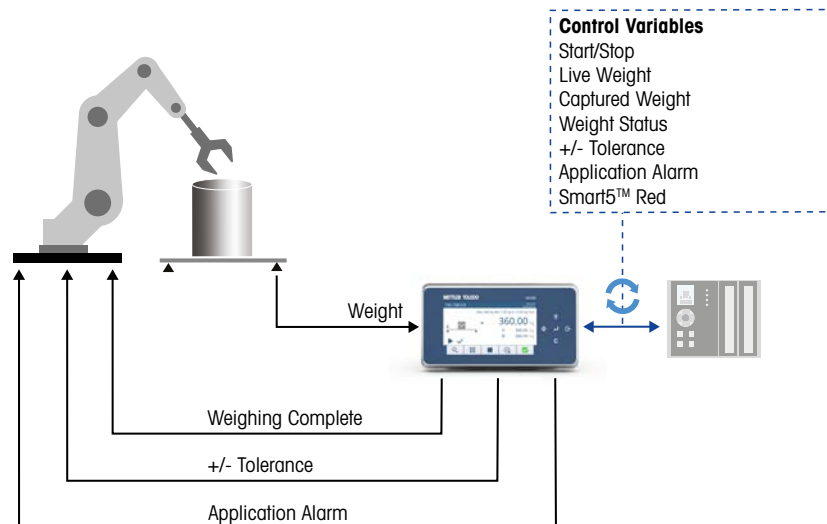 Control Variables
Start/Stop
Live Weight
Captured Weight
Weight Status
+/- Tolerance
Application Alarm
Smart5™ Red
Weight
METTLER TOLEDO
360.00
Weighing Complete
+/- Tolerance
Application Alarm